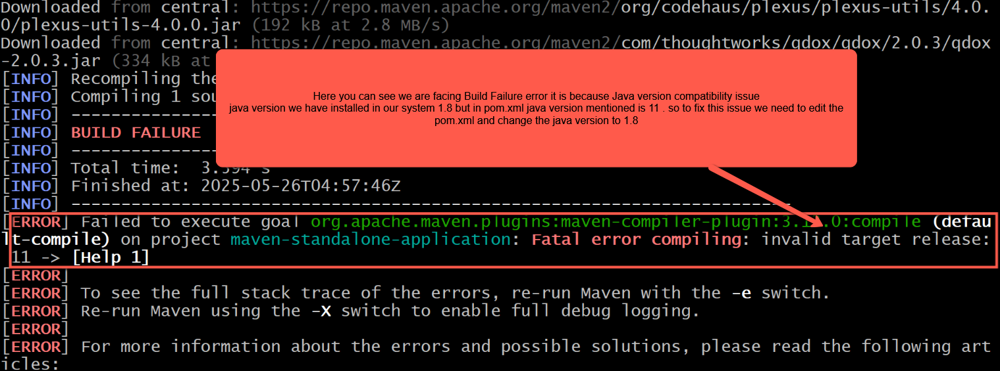 Downloaded from central: https://repo.maven.apache.org/maven2/org/codehaus/plexus/plexus-utils/4.0.
0/plexus-utils-4.0.0.jar (192 kB at 2.8 MB/s)
Downloaded from central: https://repo.maven.apache.org/maven2/com/thoughtworks/qdox/qdox/2.0.3/qdox
-2.0.3.jar (334 kB at
[INFO] Recompiling the
[INFO] Compiling 1 sou
Here you can see we are facing Build Failure error it is because Java version compatibility issue
java version we have installed in our system 1.8 but in pom.xml java version mentioned is 11 . so to fix this issue we need to edit the
pom.xml and change the java version to 1.8
[INFO] ----------------
[INFO] BUILD FAILURE
[INFO] ----------------
[INFO] Total time:  3.594 s
[INFO] Finished at: 2025-05-26T04:57:46Z
[INFO] ------------------------------------------------------------------------
[ERROR] Failed to execute goal org.apache.maven.plugins:maven-compiler-plugin:3. .0:compile (defau
lt-compile) on project maven-standalone-application: Fatal error compiling: invalid target release:
11 -> [Help 1]
[ERROR]
[ERROR] To see the full stack trace of the errors, re-run Maven with the -e switch.
[ERROR] Re-run Maven using the -X switch to enable full debug logging.
[ERROR]
[ERROR] For more information about the errors and possible solutions, please read the following art
icles: